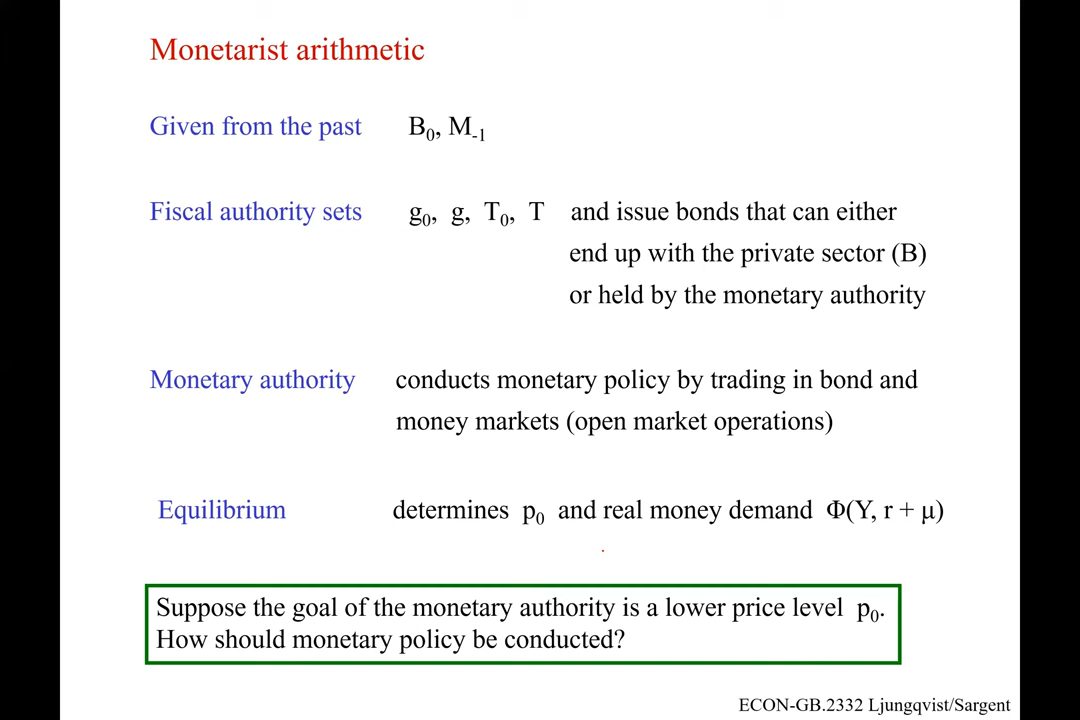 Monetarist arithmetic
Given from the past B₀, M₋₁
Fiscal authority sets g₀, g, T₀, T and issue bonds that can either
end up with the private sector (B)
or held by the monetary authority
Monetary authority conducts monetary policy by trading in bond and
money markets (open market operations)
Equilibrium determines p₀ and real money demand Φ(Y, r + μ)
Suppose the goal of the monetary authority is a lower price level p₀.
How should monetary policy be conducted?
ECON-GB.2332 Ljungqvist/Sargent